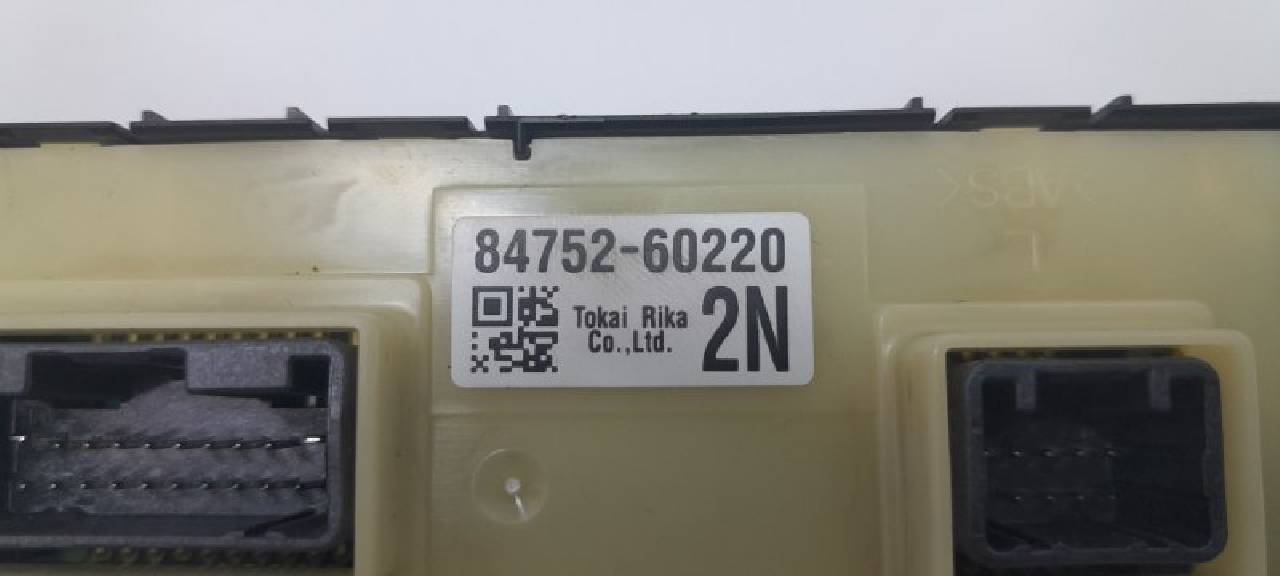 >ABS<
84752-60220
Tokai Rika
Co.,Ltd.
2N